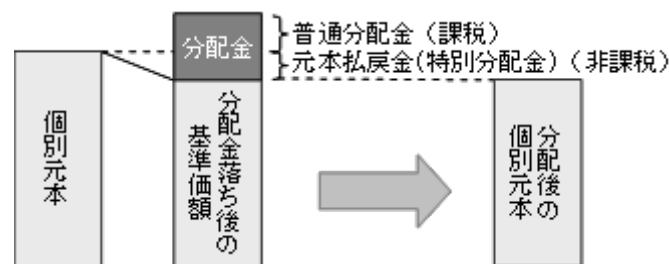 分配金
普通分配金（課税）
元本払戻金(特別分配金)（非課税）
個別元本
分配金落ち後の
基準価額
分配後の
個別元本